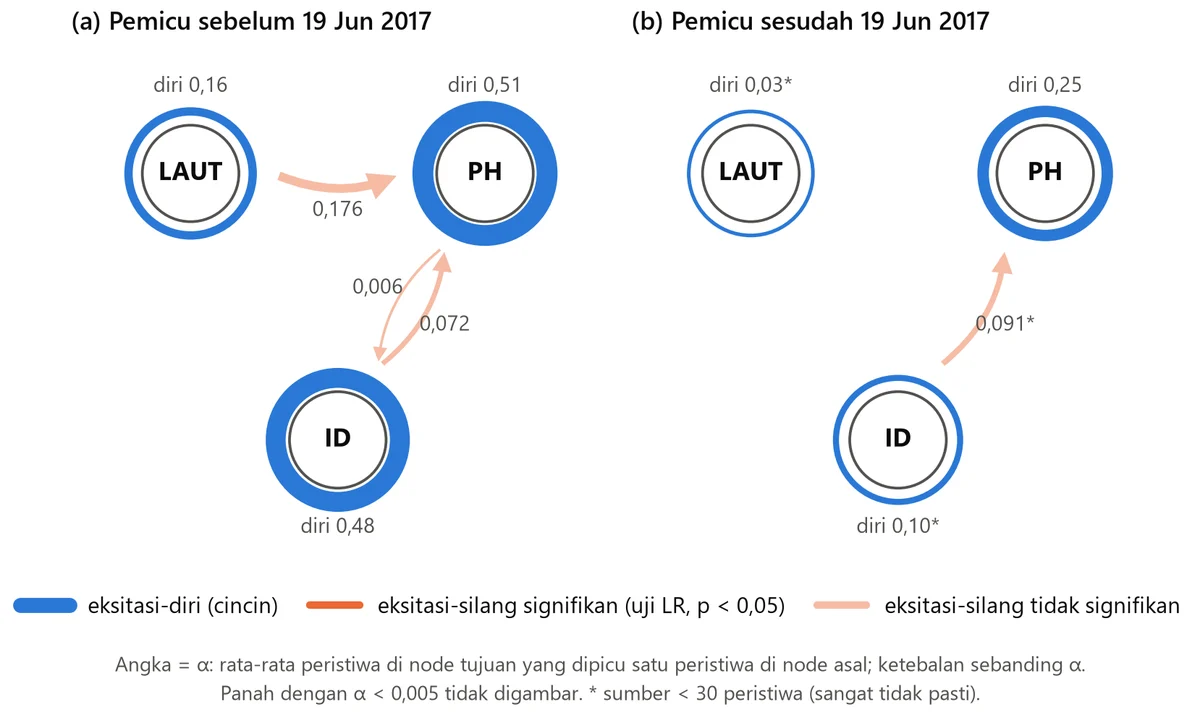 (a) Pemicu sebelum 19 Jun 2017
(b) Pemicu sesudah 19 Jun 2017
diri 0,16
diri 0,51
diri 0,03*
diri 0,25
LAUT
PH
LAUT
PH
0,176
0,006
0,072
0,091*
ID
ID
diri 0,48
diri 0,10*
eksitasi-diri (cincin)
eksitasi-silang signifikan (uji LR, p < 0,05)
eksitasi-silang tidak signifikan
Angka = α: rata-rata peristiwa di node tujuan yang dipicu satu peristiwa di node asal; ketebalan sebanding α.
Panah dengan α < 0,005 tidak digambar. * sumber < 30 peristiwa (sangat tidak pasti).